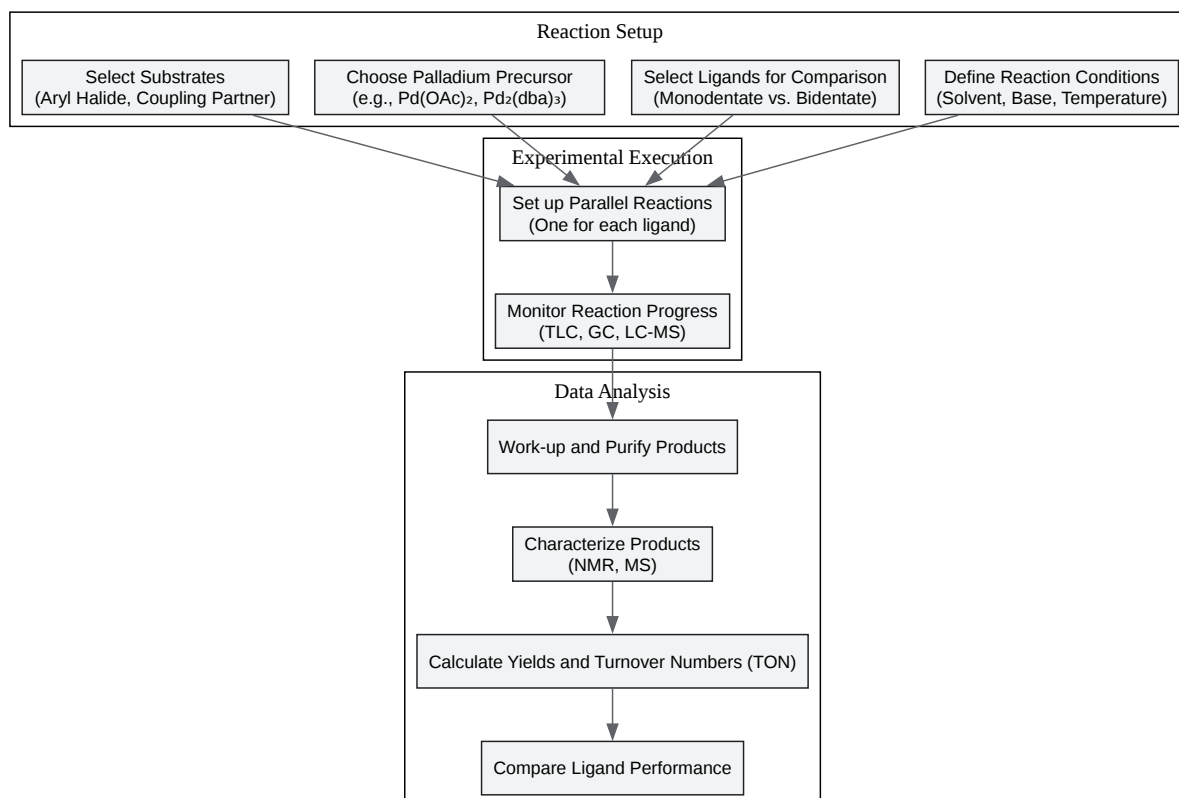 Reaction Setup
Select Substrates
(Aryl Halide, Coupling Partner)
Choose Palladium Precursor
(e.g., Pd(OAc)₂, Pd₂(dba)₃)
Select Ligands for Comparison
(Monodentate vs. Bidentate)
Define Reaction Conditions
(Solvent, Base, Temperature)
Experimental Execution
Set up Parallel Reactions
(One for each ligand)
Monitor Reaction Progress
(TLC, GC, LC-MS)
Data Analysis
Work-up and Purify Products
Characterize Products
(NMR, MS)
Calculate Yields and Turnover Numbers (TON)
Compare Ligand Performance